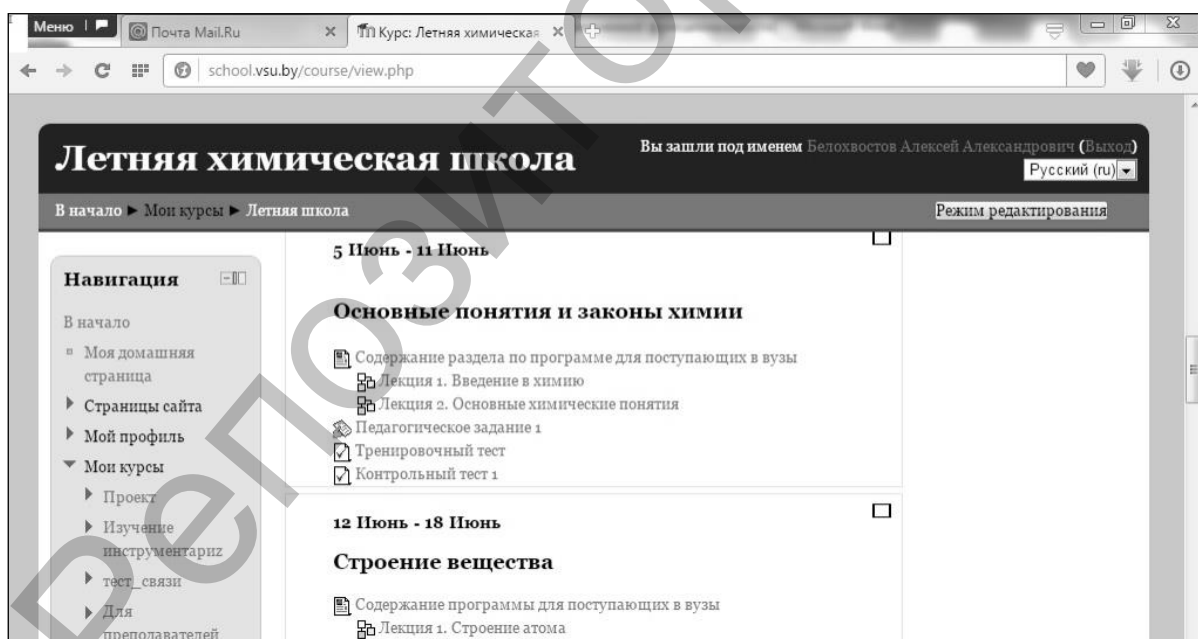 Меню
Почта Mail.Ru
Курс: Летняя химическая
school.vsu.by/course/view.php
Летняя химическая школа
Вы зашли под именем Белохвостов Алексей Александрович (Выход)
Русский (ru)
В начало ► Мои курсы ► Летняя школа
Режим редактирования
Навигация
В начало
Моя домашняя
страница
Страницы сайта
Мой профиль
Мои курсы
Проект
Изучение
инструментариz
тест_связи
Для
преподавателей
5 Июнь - 11 Июнь
Основные понятия и законы химии
Содержание раздела по программе для поступающих в вузы
Лекция 1. Введение в химию
Лекция 2. Основные химические понятия
Педагогическое задание 1
Тренировочный тест
Контрольный тест 1
12 Июнь - 18 Июнь
Строение вещества
Содержание программы для поступающих в вузы
Лекция 1. Строение атома